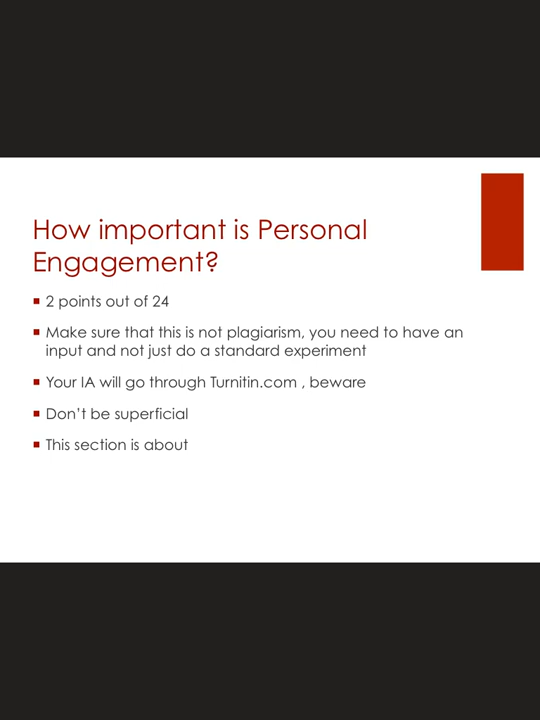 How important is Personal
Engagement?
2 points out of 24
Make sure that this is not plagiarism, you need to have an
input and not just do a standard experiment
Your IA will go through Turnitin.com , beware
Don't be superficial
This section is about